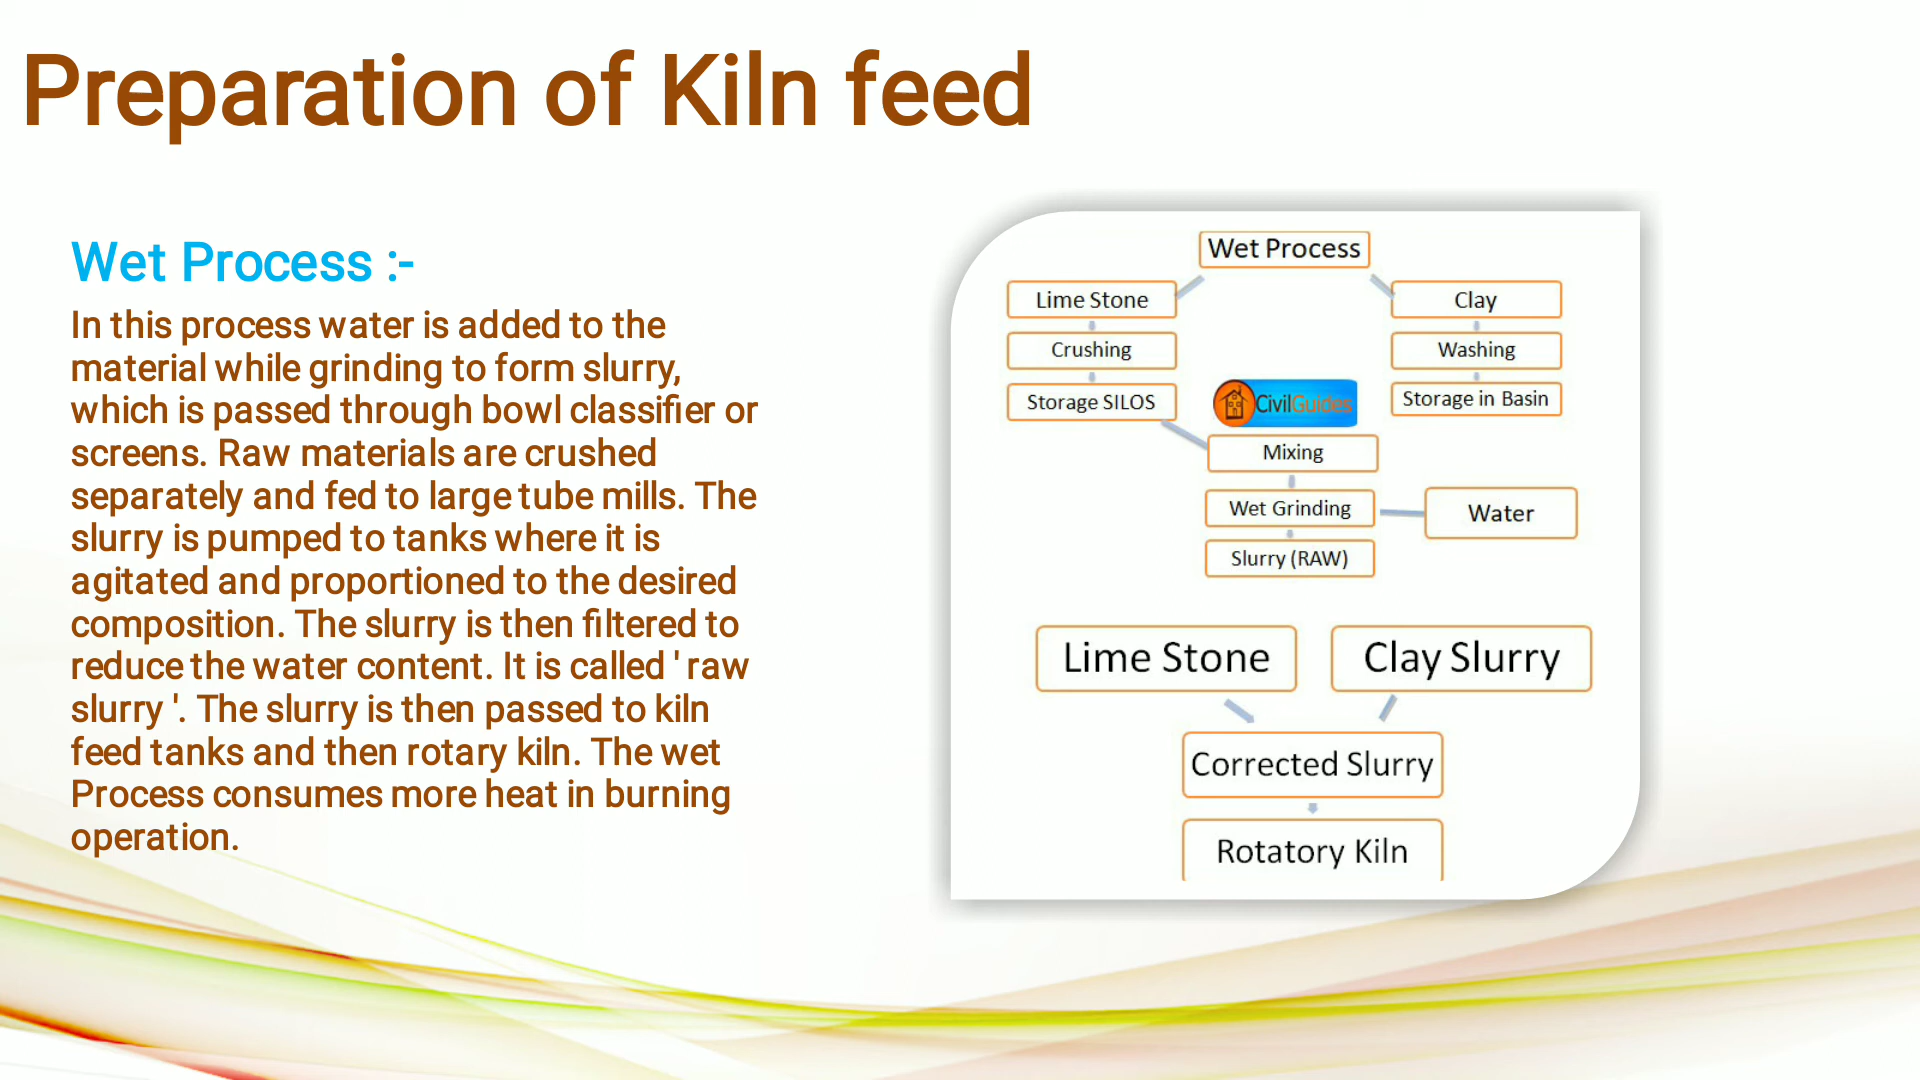 Preparation of Kiln feed
Wet Process :-
In this process water is added to the
material while grinding to form slurry,
which is passed through bowl classifier or
screens. Raw materials are crushed
separately and fed to large tube mills. The
slurry is pumped to tanks where it is
agitated and proportioned to the desired
composition. The slurry is then filtered to
reduce the water content. It is called ' raw
slurry '. The slurry is then passed to kiln
feed tanks and then rotary kiln. The wet
Process consumes more heat in burning
operation.
Wet Process
Lime Stone
Clay
Crushing
Washing
Storage SILOS
CivilGuides
Storage in Basin
Mixing
Wet Grinding
Water
Slurry (RAW)
Lime Stone
Clay Slurry
Corrected Slurry
Rotatory Kiln